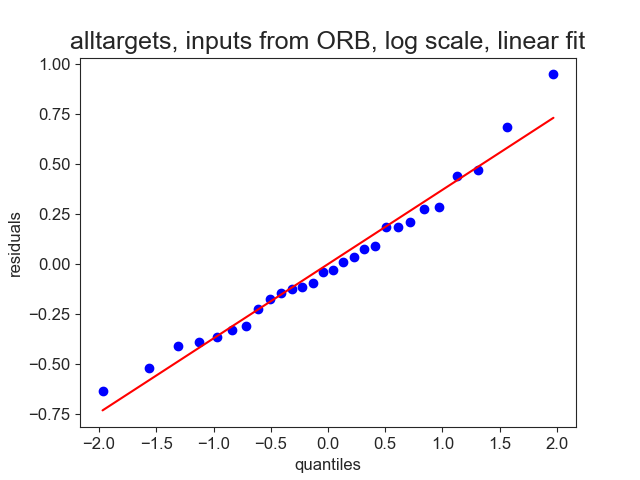 alltargets, inputs from ORB, log scale, linear fit
1.00
0.75
0.50
0.25
0.00
−0.25
−0.50
−0.75
residuals
−2.0 −1.5 −1.0 −0.5 0.0 0.5 1.0 1.5 2.0
quantiles